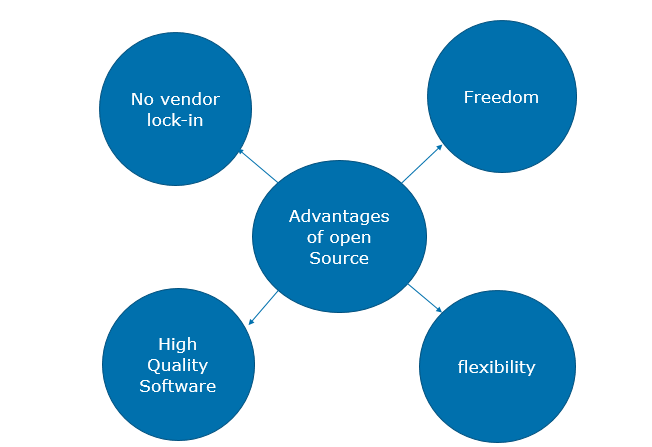 No vendor
lock-in
Freedom
Advantages
of open
Source
High
Quality
Software
flexibility